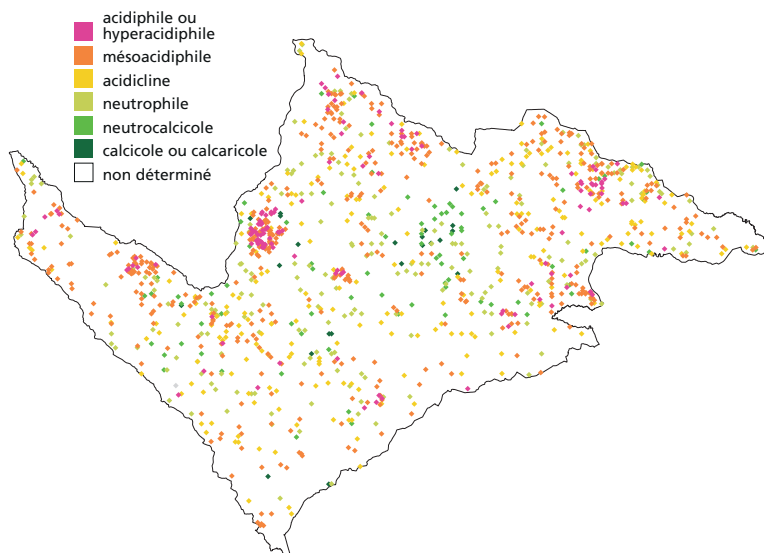 acidiphile ou
hyperacidiphile
mésoacidiphile
acidicline
neutrophile
neutrocalcicole
calcicole ou calcaricole
non déterminé